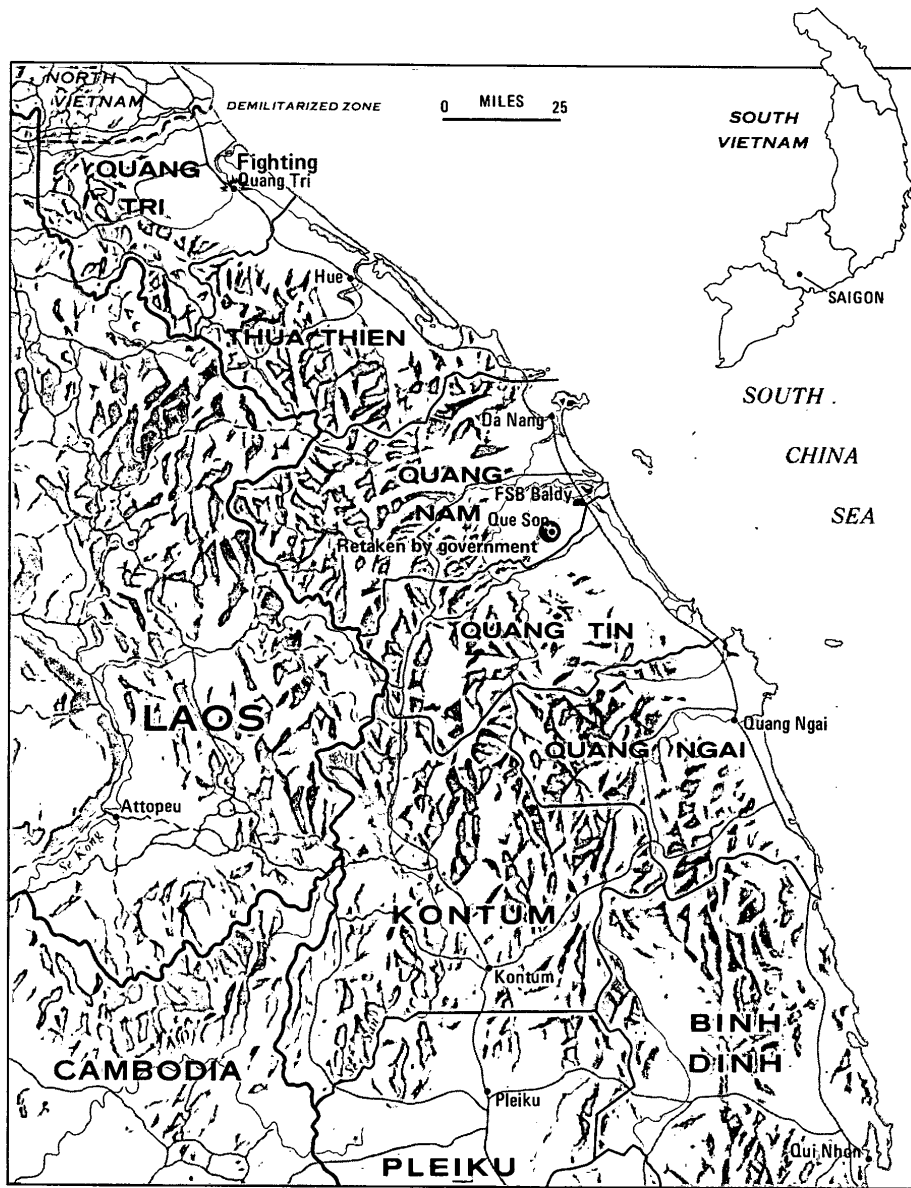 NORTH
VIETNAM
DEMILITARIZED ZONE
0 MILES 25
SOUTH
VIETNAM
SAIGON
QUANG
TRI
Fighting
Quang Tri
Hue
THUA THIEN
SOUTH
CHINA
SEA
Da Nang
QUANG
NAM
FSB Baldy
Que Son
Retaken by government
QUANG TIN
LAOS
Quang Ngai
QUANG NGAI
Attopeu
Se Kong
KONTUM
Kontum
BINH
DINH
CAMBODIA
Pleiku
PLEIKU
Qui Nhon